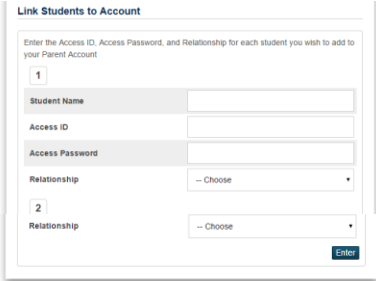 Link Students to Account
Enter the Access ID, Access Password, and Relationship for each student you wish to add to
your Parent Account
1
Student Name
Access ID
Access Password
Relationship
-- Choose
2
Relationship
-- Choose
Enter